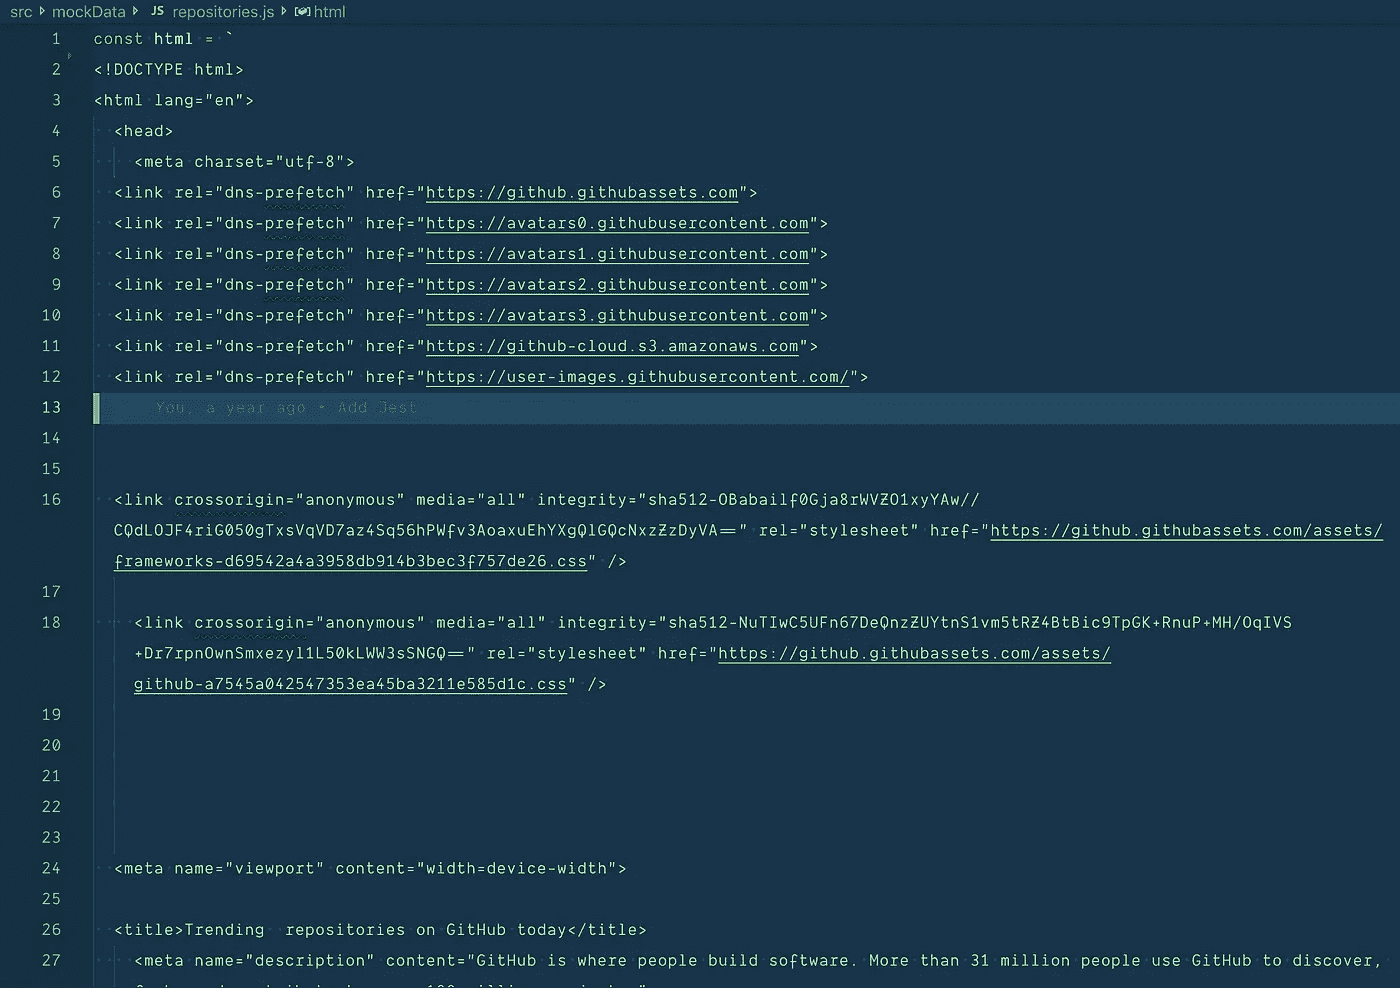 src mockData JS repositories.js html
1 const html = `
2 <!DOCTYPE html>
3 <html lang="en">
4 <head>
5 <meta charset="utf-8">
6 <link rel="dns-prefetch" href="https://github.githubassets.com">
7 <link rel="dns-prefetch" href="https://avatars0.githubusercontent.com">
8 <link rel="dns-prefetch" href="https://avatars1.githubusercontent.com">
9 <link rel="dns-prefetch" href="https://avatars2.githubusercontent.com">
10 <link rel="dns-prefetch" href="https://avatars3.githubusercontent.com">
11 <link rel="dns-prefetch" href="https://github-cloud.s3.amazonaws.com">
12 <link rel="dns-prefetch" href="https://user-images.githubusercontent.com/">
13 You, a year ago • Add Jest
14
15
16 <link crossorigin="anonymous" media="all" integrity="sha512-OBabailf0Gja8rWVZO1xyYAw//
CQdLOJF4riG050gTxsVqVD7az4Sq56hPWfv3AoaxuEhYXgQlGQcNxzZzDyVA==" rel="stylesheet" href="https://github.githubassets.com/assets/
frameworks-d69542a4a3958db914b3bec3f757de26.css" />
17
18 <link crossorigin="anonymous" media="all" integrity="sha512-NuTIwC5UFn67DeQnzZUYtnS1vm5tRZ4BtBic9TpGK+RnuP+MH/OqIVS
+Dr7rpnOwnSmxezyl1L50kLWW3sSNGQ==" rel="stylesheet" href="https://github.githubassets.com/assets/
github-a7545a042547353ea45ba3211e585d1c.css" />
19
20
21
22
23
24 <meta name="viewport" content="width=device-width">
25
26 <title>Trending  repositories on GitHub today</title>
27 <meta name="description" content="GitHub is where people build software. More than 31 million people use GitHub to discover,